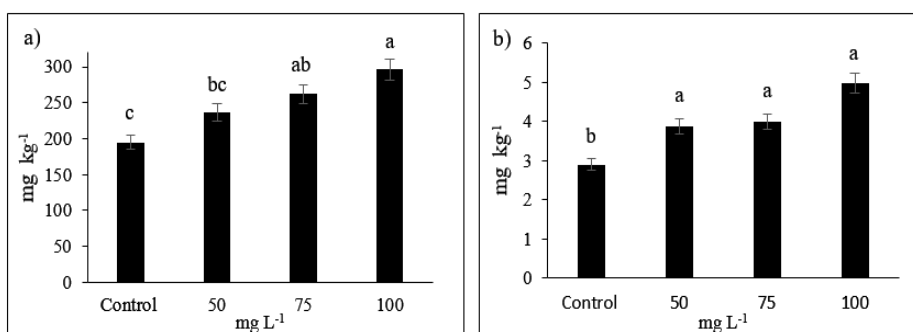 a)
300
250
200
150
100
50
0
mg kg⁻¹
c
bc
ab
a
Control 50 75 100
mg L⁻¹
b)
6
5
4
3
2
1
0
mg kg⁻¹
b
a
a
a
Control 50 75 100
mg L⁻¹